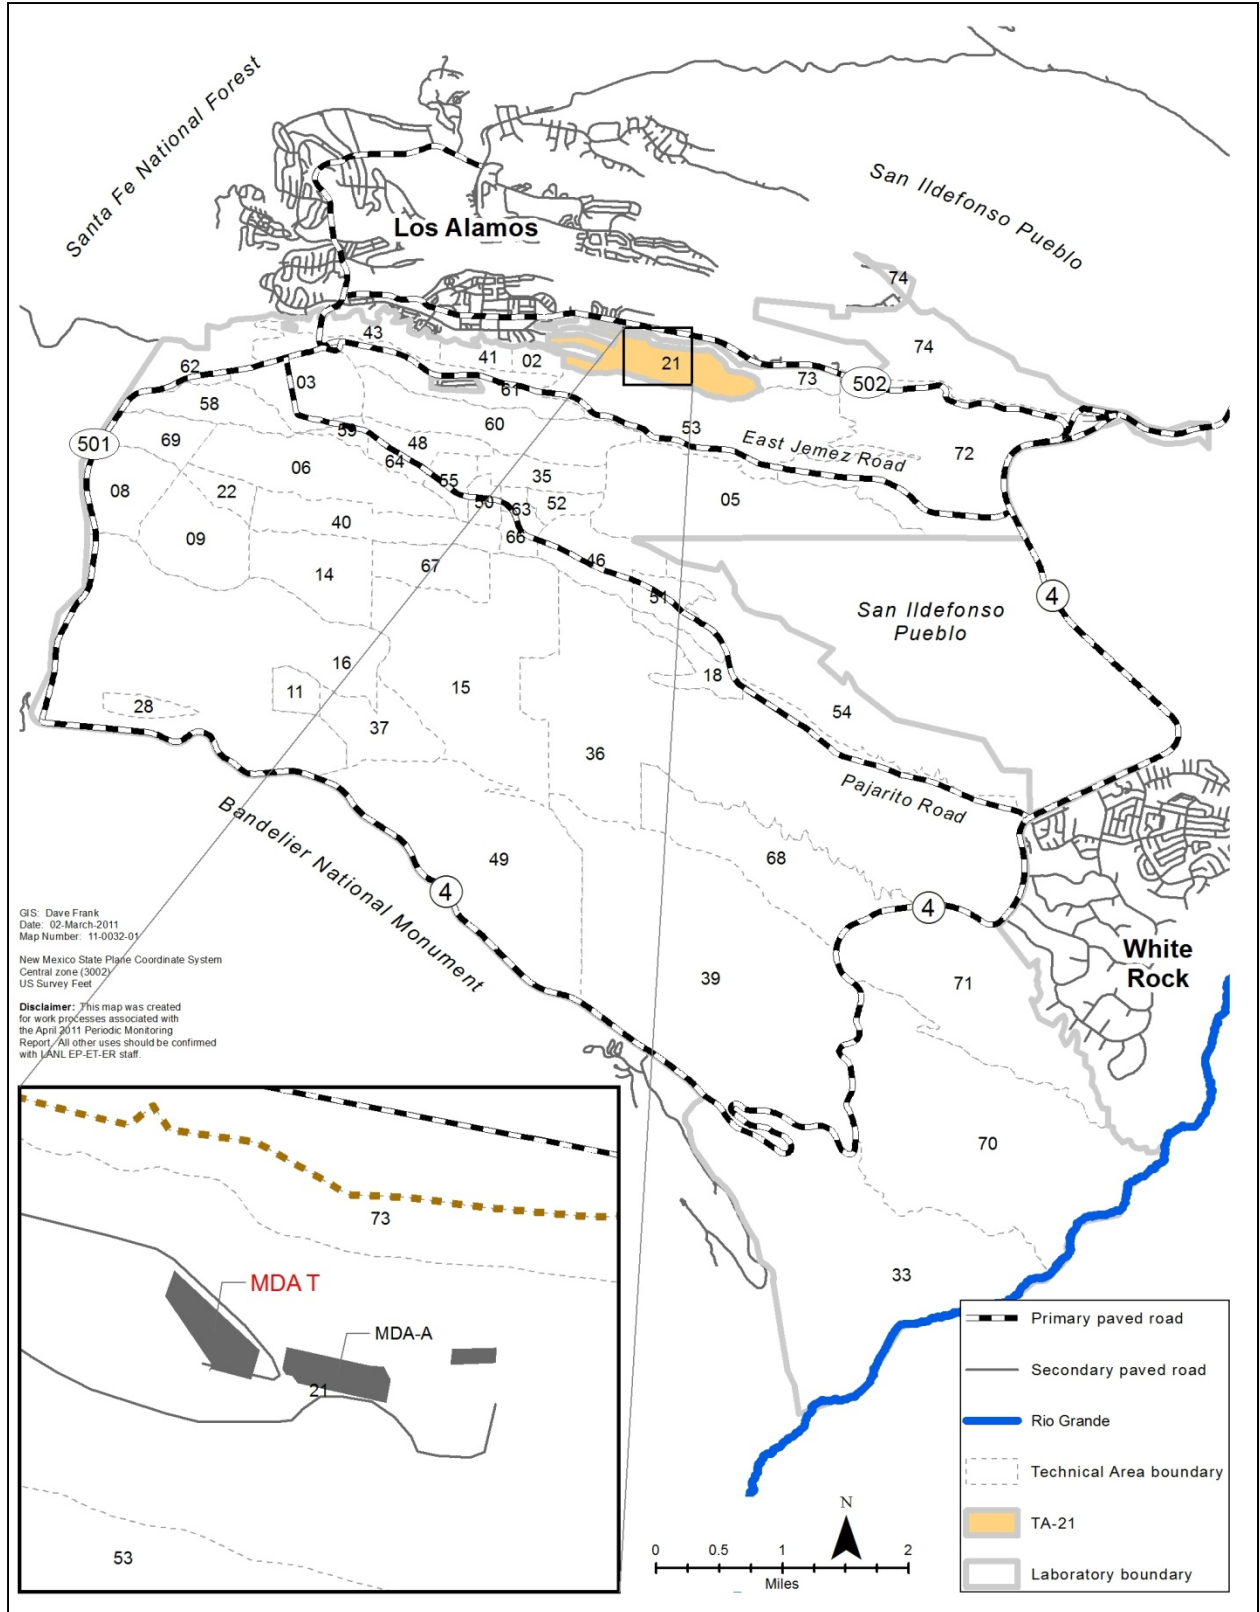 Santa Fe National Forest
San Ildefonso Pueblo
Los Alamos
74
74
43
41
02
21
73
502
62
03
61
58
60
53
East Jemez Road
72
501
69
59
48
06
64
35
08
22
55
50
63
52
05
40
66
09
46
14
67
51
San Ildefonso
Pueblo
4
16
11
15
18
28
37
54
36
Pajarito Road
Bandelier National Monument
49
68
4
4
GIS: Dave Frank
Date: 02-March-2011
Map Number: 11-0032-01
New Mexico State Plane Coordinate System
Central zone (3002)
US Survey Feet
Disclaimer: This map was created
for work processes associated with
the April 2011 Periodic Monitoring
Report. All other uses should be confirmed
with LANL EP-ET-ER staff.
White
Rock
39
71
70
33
73
MDA T
MDA-A
21
53
Primary paved road
Secondary paved road
Rio Grande
Technical Area boundary
TA-21
Laboratory boundary
N
0 0.5 1 2
Miles